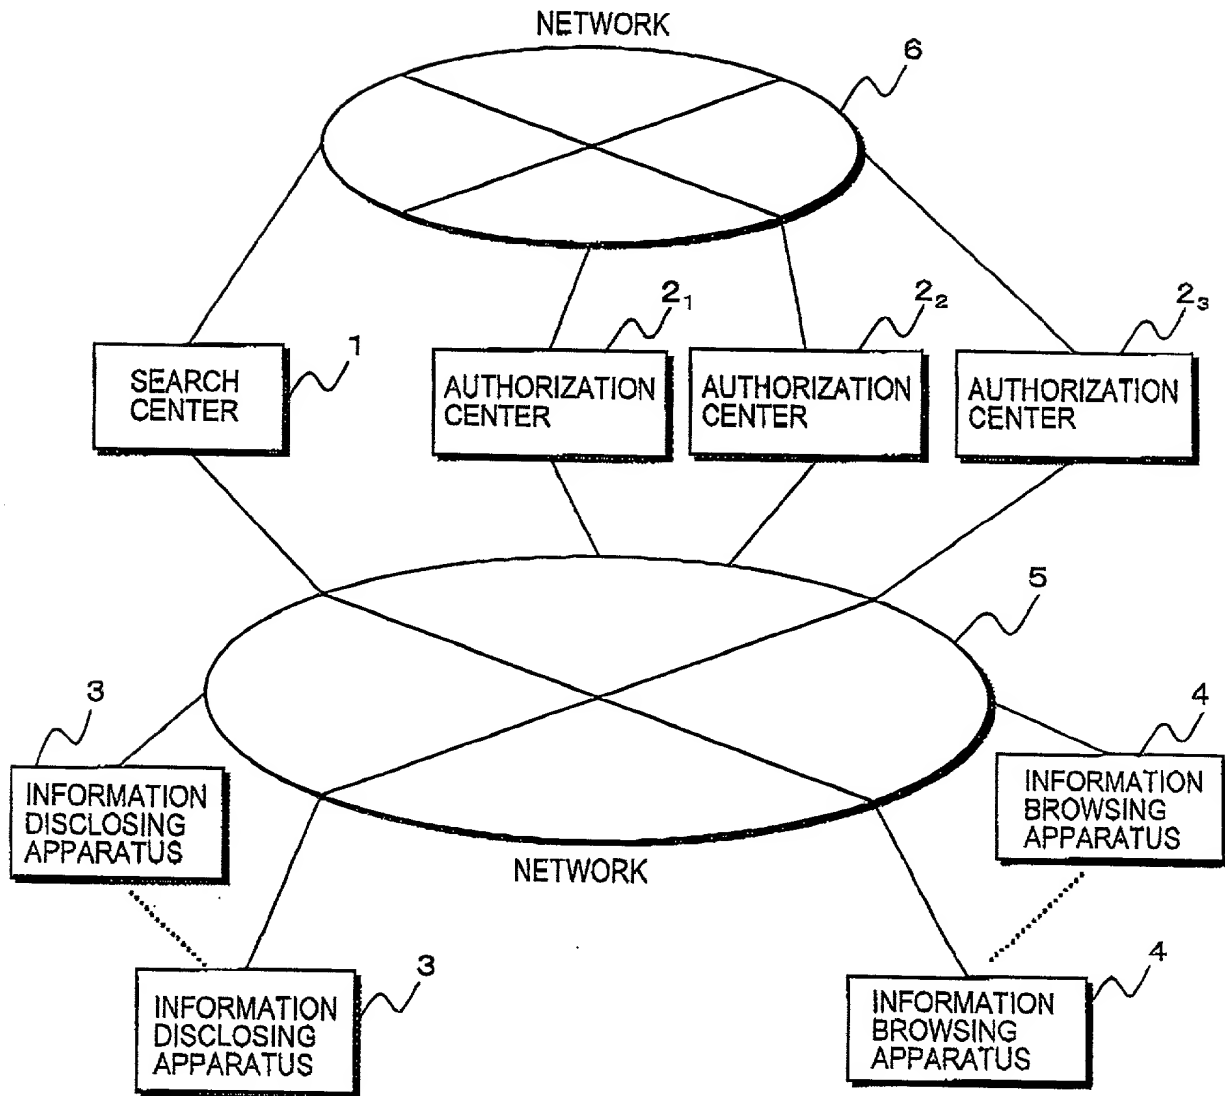 NETWORK
6
1
2₁
2₂
2₃
SEARCH
CENTER
AUTHORIZATION
CENTER
AUTHORIZATION
CENTER
AUTHORIZATION
CENTER
5
3
4
INFORMATION
DISCLOSING
APPARATUS
INFORMATION
BROWSING
APPARATUS
NETWORK
3
4
INFORMATION
DISCLOSING
APPARATUS
INFORMATION
BROWSING
APPARATUS